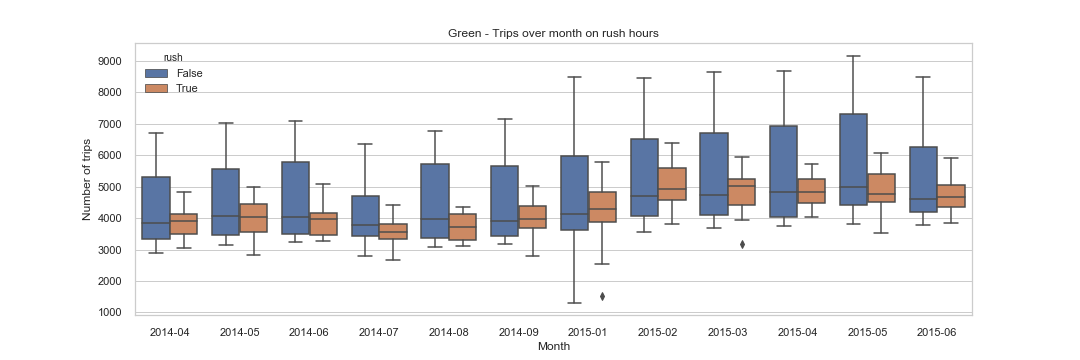 Green - Trips over month on rush hours
rush
False
True
Number of trips
9000
8000
7000
6000
5000
4000
3000
2000
1000
2014-04 2014-05 2014-06 2014-07 2014-08 2014-09 2015-01 2015-02 2015-03 2015-04 2015-05 2015-06
Month